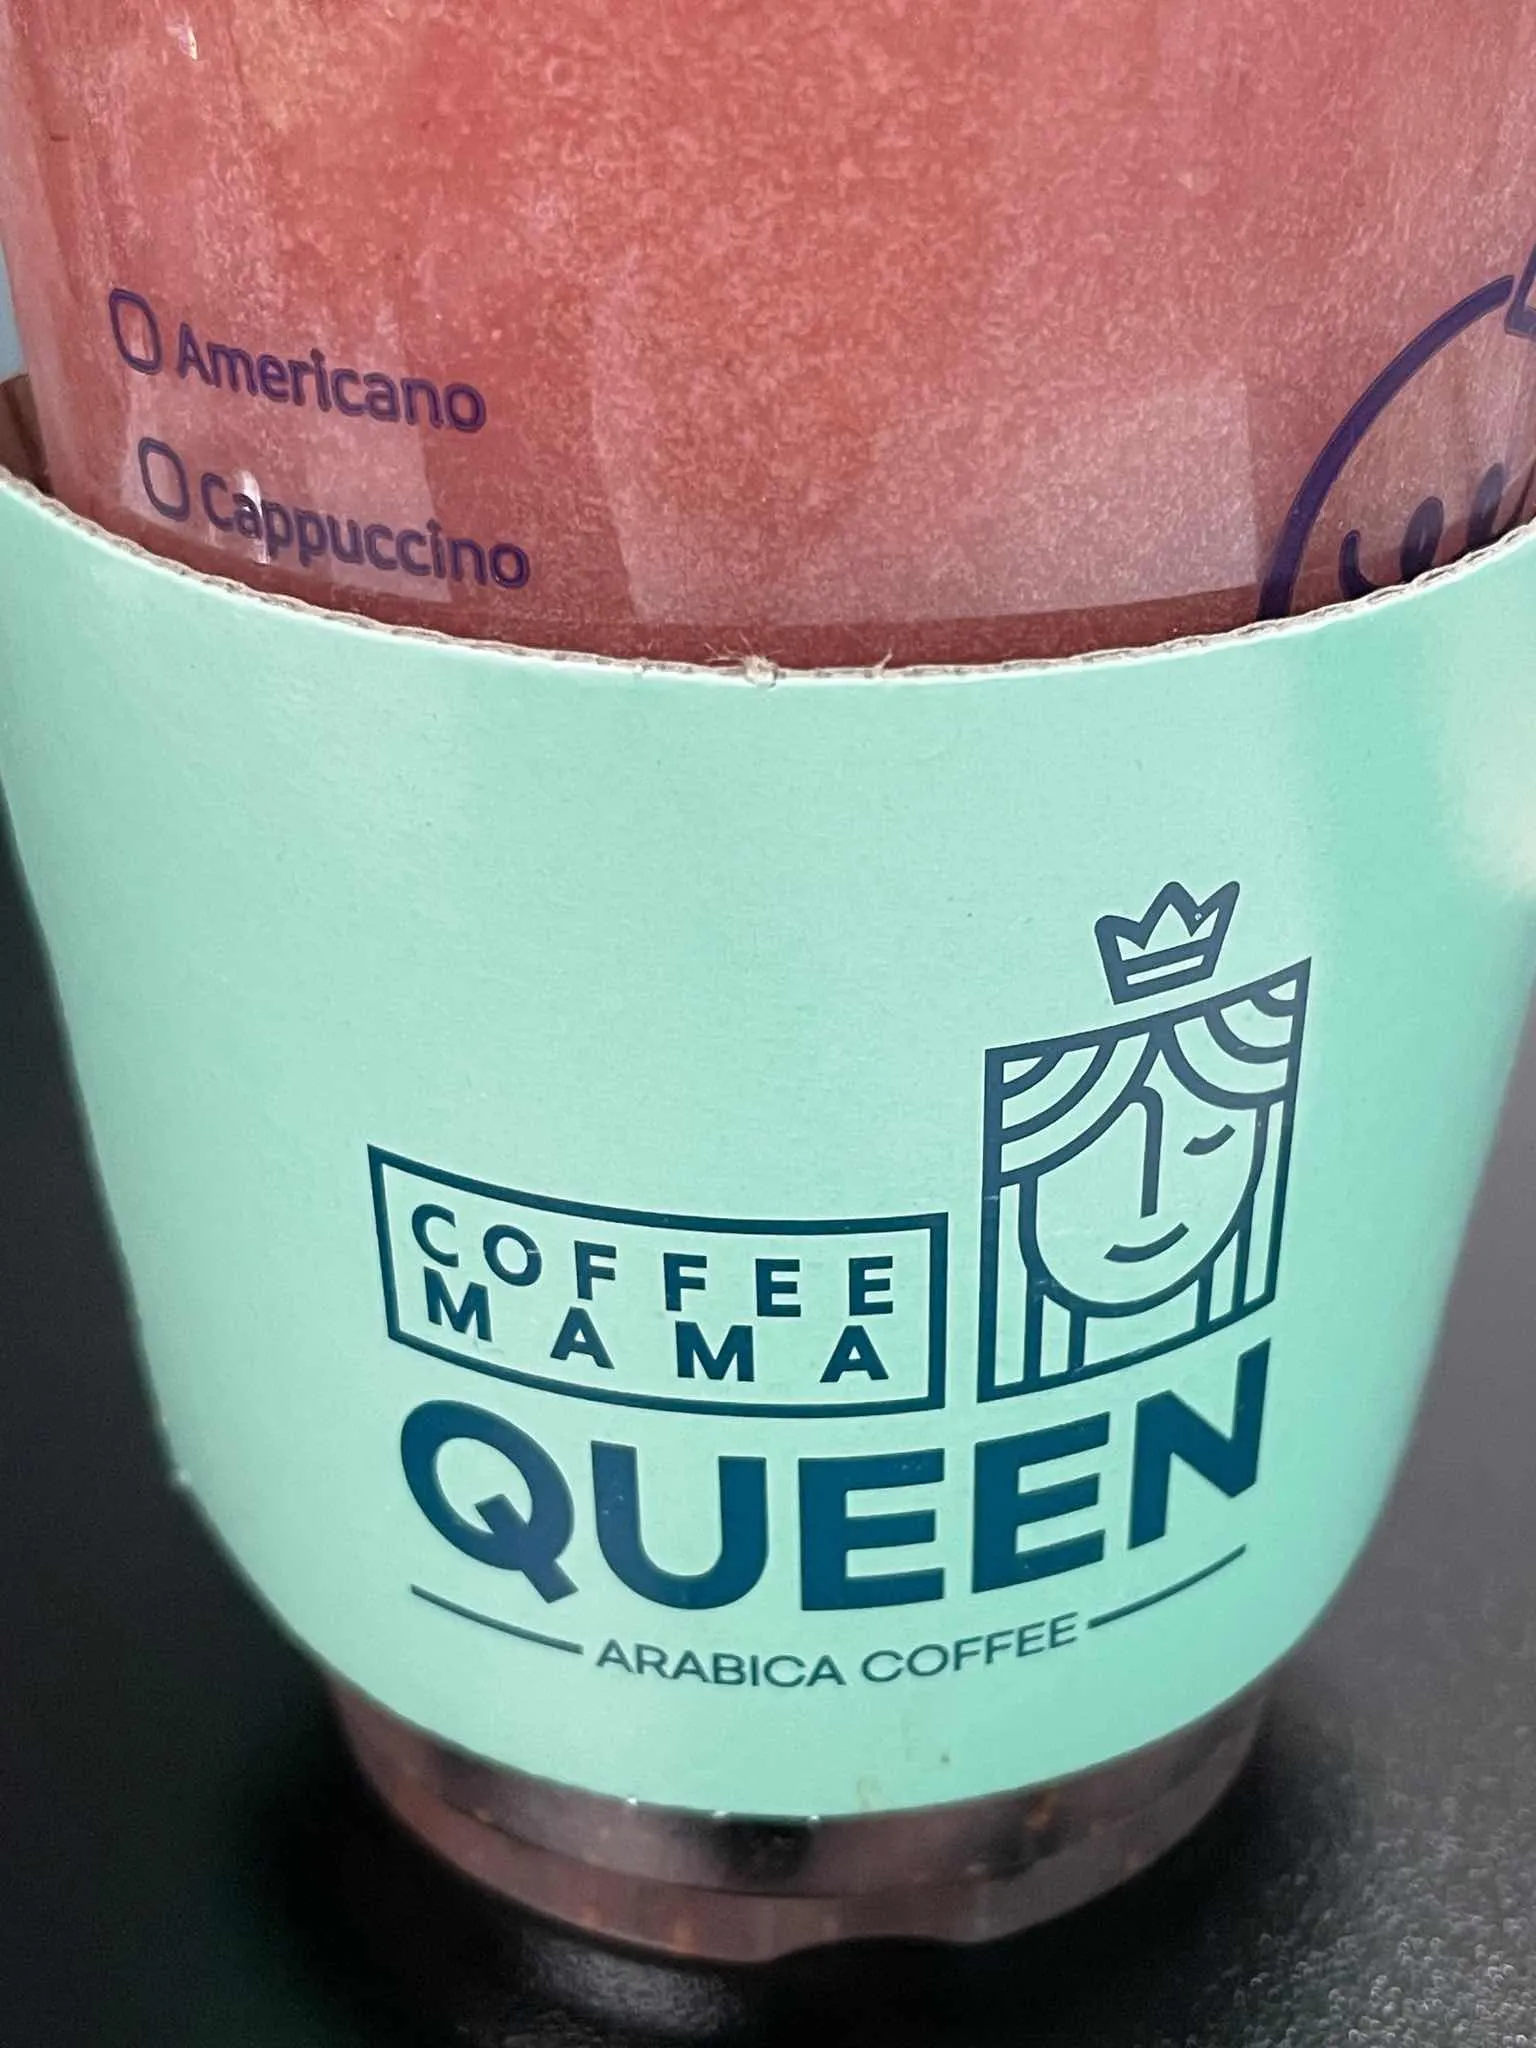 Americano
Cappuccino
COFFEE
MAMA
QUEEN
ARABICA COFFEE